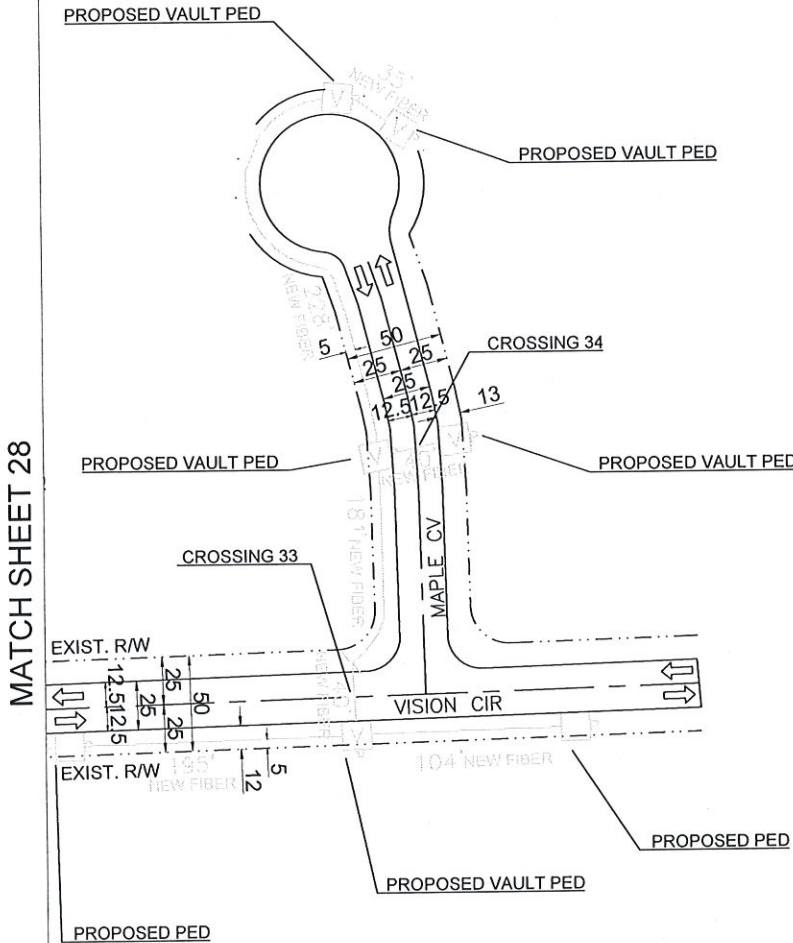 PROPOSED VAULT PED
35'
NEW FIBER
V
V
PROPOSED VAULT PED
228'
NEW FIBER
5
50
25
25
25
12.5
12.5
13
CROSSING 34
PROPOSED VAULT PED
V
40'
NEW FIBER
V
PROPOSED VAULT PED
MATCH SHEET 28
181' NEW FIBER
CROSSING 33
MAPLE CV
EXIST. R/W
12.5
12.5
25
25
25
50
40'
NEW FIBER
VISION CIR
V
EXIST. R/W
195'
NEW FIBER
12
5
104' NEW FIBER
PROPOSED PED
PROPOSED VAULT PED
PROPOSED PED